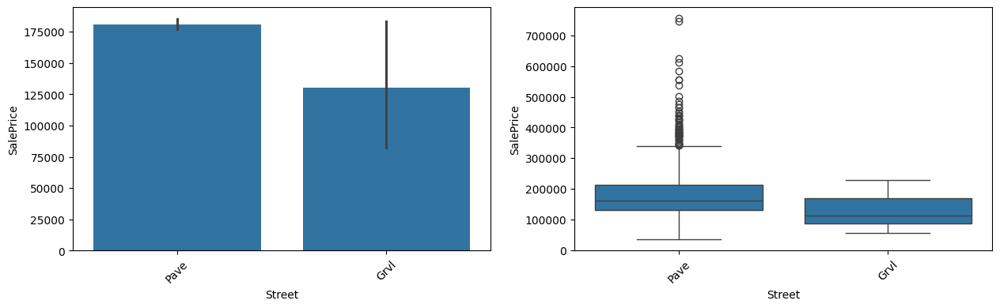 175000
150000
125000
100000
75000
50000
25000
0
SalePrice
Pave
Grvl
Street
700000
600000
500000
400000
300000
200000
100000
0
SalePrice
Pave
Grvl
Street